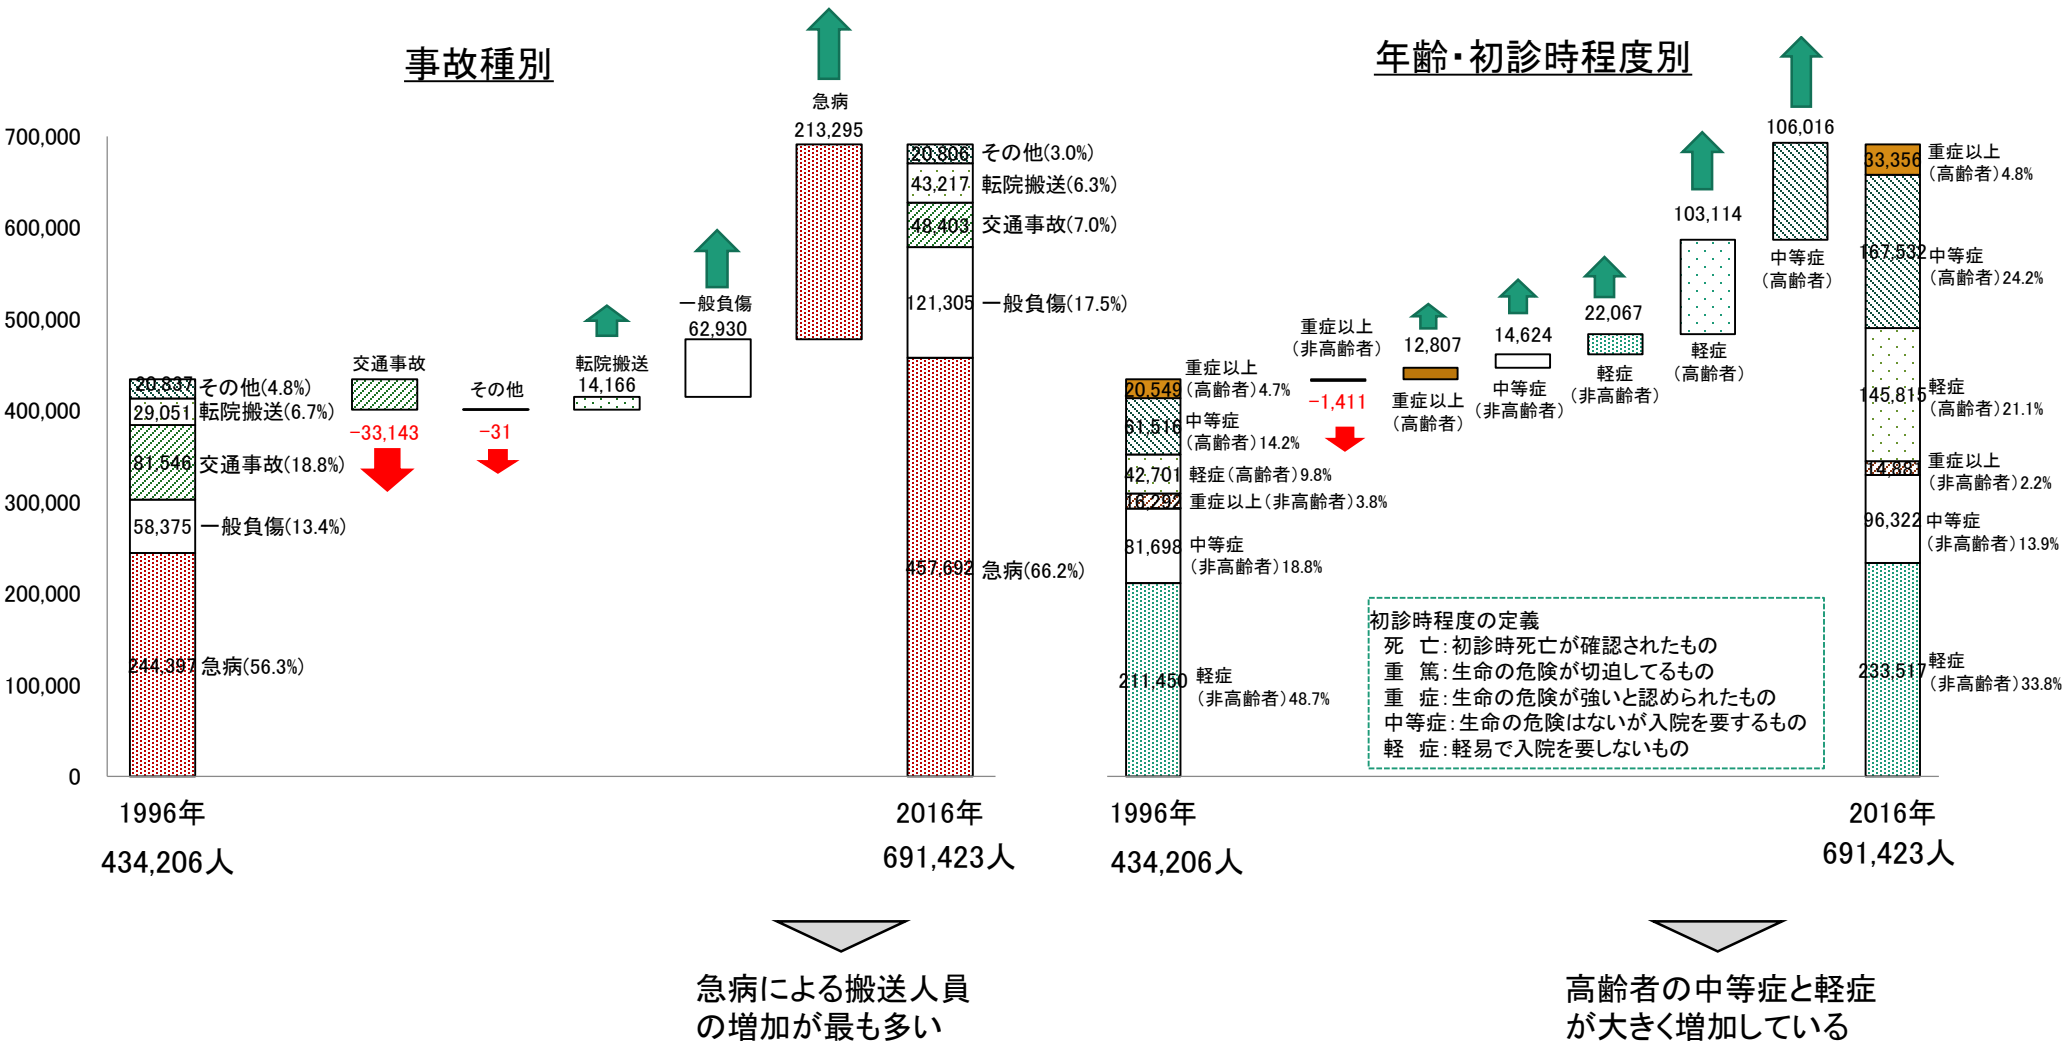 事故種別
700,000
600,000
500,000
400,000
300,000
200,000
100,000
0
20,837
その他(4.8%)
29,051
転院搬送(6.7%)
81,546
交通事故(18.8%)
58,375
一般負傷(13.4%)
244,397
急病(56.3%)
交通事故
-33,143
その他
-31
転院搬送
14,166
一般負傷
62,930
急病
213,295
20,806
その他(3.0%)
43,217
転院搬送(6.3%)
48,403
交通事故(7.0%)
121,305
一般負傷(17.5%)
457,692
急病(66.2%)
1996年
434,206人
2016年
691,423人
急病による搬送人員
の増加が最も多い
年齢・初診時程度別
20,549
重症以上
(高齢者)4.7%
61,516
中等症
(高齢者)14.2%
42,701
軽症(高齢者)9.8%
16,292
重症以上(非高齢者)3.8%
81,698
中等症
(非高齢者)18.8%
211,450
軽症
(非高齢者)48.7%
重症以上
(非高齢者)
-1,411
12,807
重症以上
(高齢者)
14,624
中等症
(非高齢者)
22,067
軽症
(非高齢者)
103,114
軽症
(高齢者)
106,016
中等症
(高齢者)
33,356
重症以上
(高齢者)4.8%
167,532
中等症
(高齢者)24.2%
145,815
軽症
(高齢者)21.1%
14,881
重症以上
(非高齢者)2.2%
96,322
中等症
(非高齢者)13.9%
233,517
軽症
(非高齢者)33.8%
初診時程度の定義
死 亡:初診時死亡が確認されたもの
重 篤:生命の危険が切迫してるもの
重 症:生命の危険が強いと認められたもの
中等症:生命の危険はないが入院を要するもの
軽 症:軽易で入院を要しないもの
1996年
434,206人
2016年
691,423人
高齢者の中等症と軽症
が大きく増加している